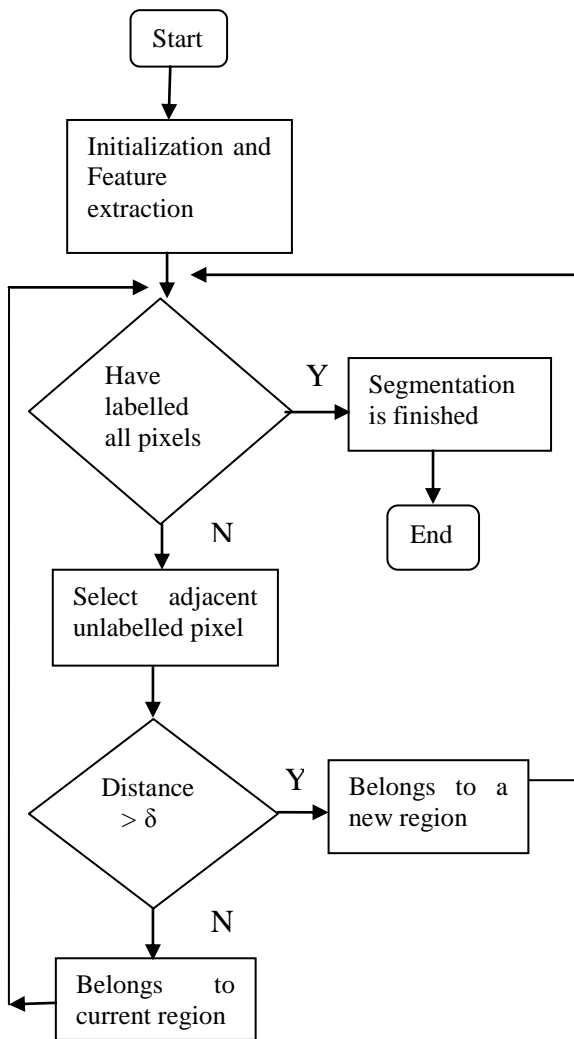 Start
Initialization and
Feature
extraction
Have
labelled
all pixels
Y
Segmentation
is finished
End
N
Select adjacent
unlabelled pixel
Distance
> δ
Y
Belongs to a
new region
N
Belongs to
current region